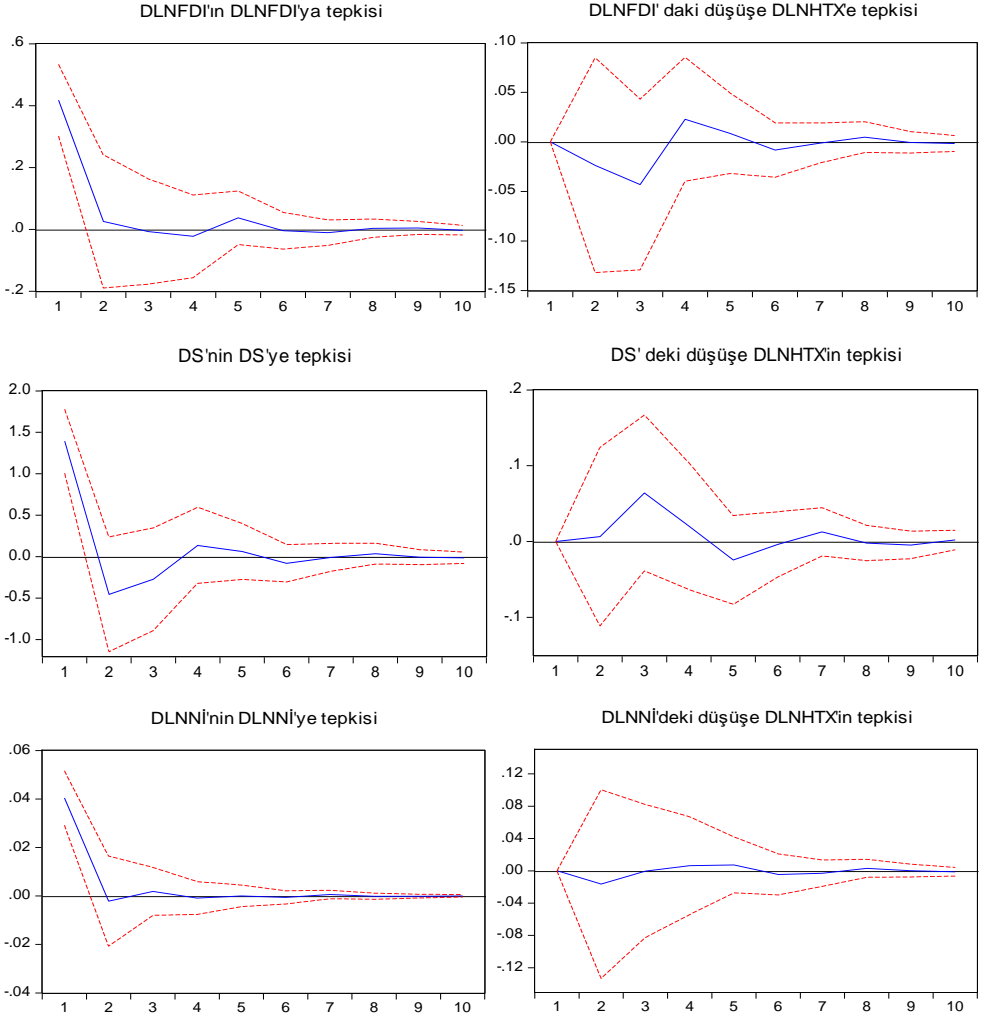 DLNFDI'ın DLNFDI'ya tepkisi
.6
.4
.2
.0
-.2
1 2 3 4 5 6 7 8 9 10
DLNFDI' daki düşüşe DLNHTX'e tepkisi
.10
.05
.00
-.05
-.10
-.15
1 2 3 4 5 6 7 8 9 10
DS'nin DS'ye tepkisi
2.0
1.5
1.0
0.5
0.0
-0.5
-1.0
1 2 3 4 5 6 7 8 9 10
DS' deki düşüşe DLNHTX'in tepkisi
.2
.1
.0
-.1
1 2 3 4 5 6 7 8 9 10
DLNNİ'nin DLNNİ'ye tepkisi
.06
.04
.02
.00
-.02
-.04
1 2 3 4 5 6 7 8 9 10
DLNNİ'deki düşüşe DLNHTX'in tepkisi
.12
.08
.04
.00
-.04
-.08
-.12
1 2 3 4 5 6 7 8 9 10